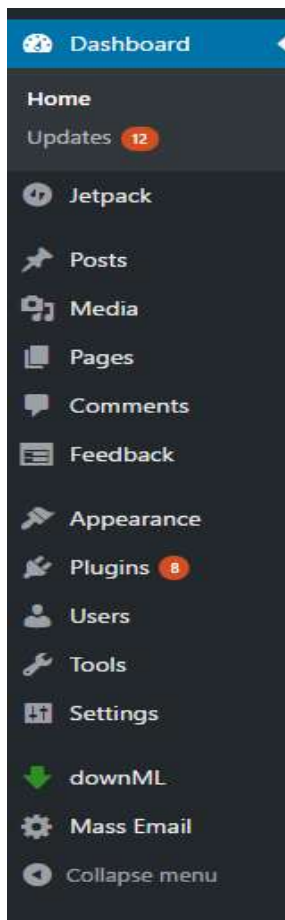 Dashboard
Home
Updates 12
Jetpack
Posts
Media
Pages
Comments
Feedback
Appearance
Plugins 8
Users
Tools
Settings
downML
Mass Email
Collapse menu